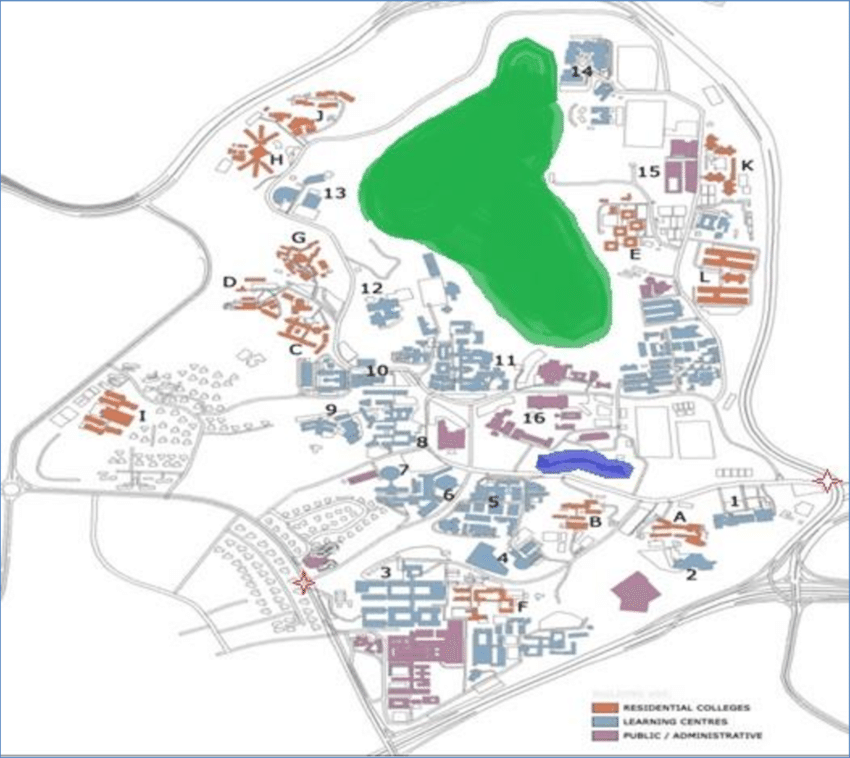 14
J
H
15
K
13
G
E
D
L
12
C
11
10
I
9
16
8
7
6
5
B
A
1
4
2
3
F
RESIDENTIAL COLLEGES
LEARNING CENTRES
PUBLIC / ADMINISTRATIVE